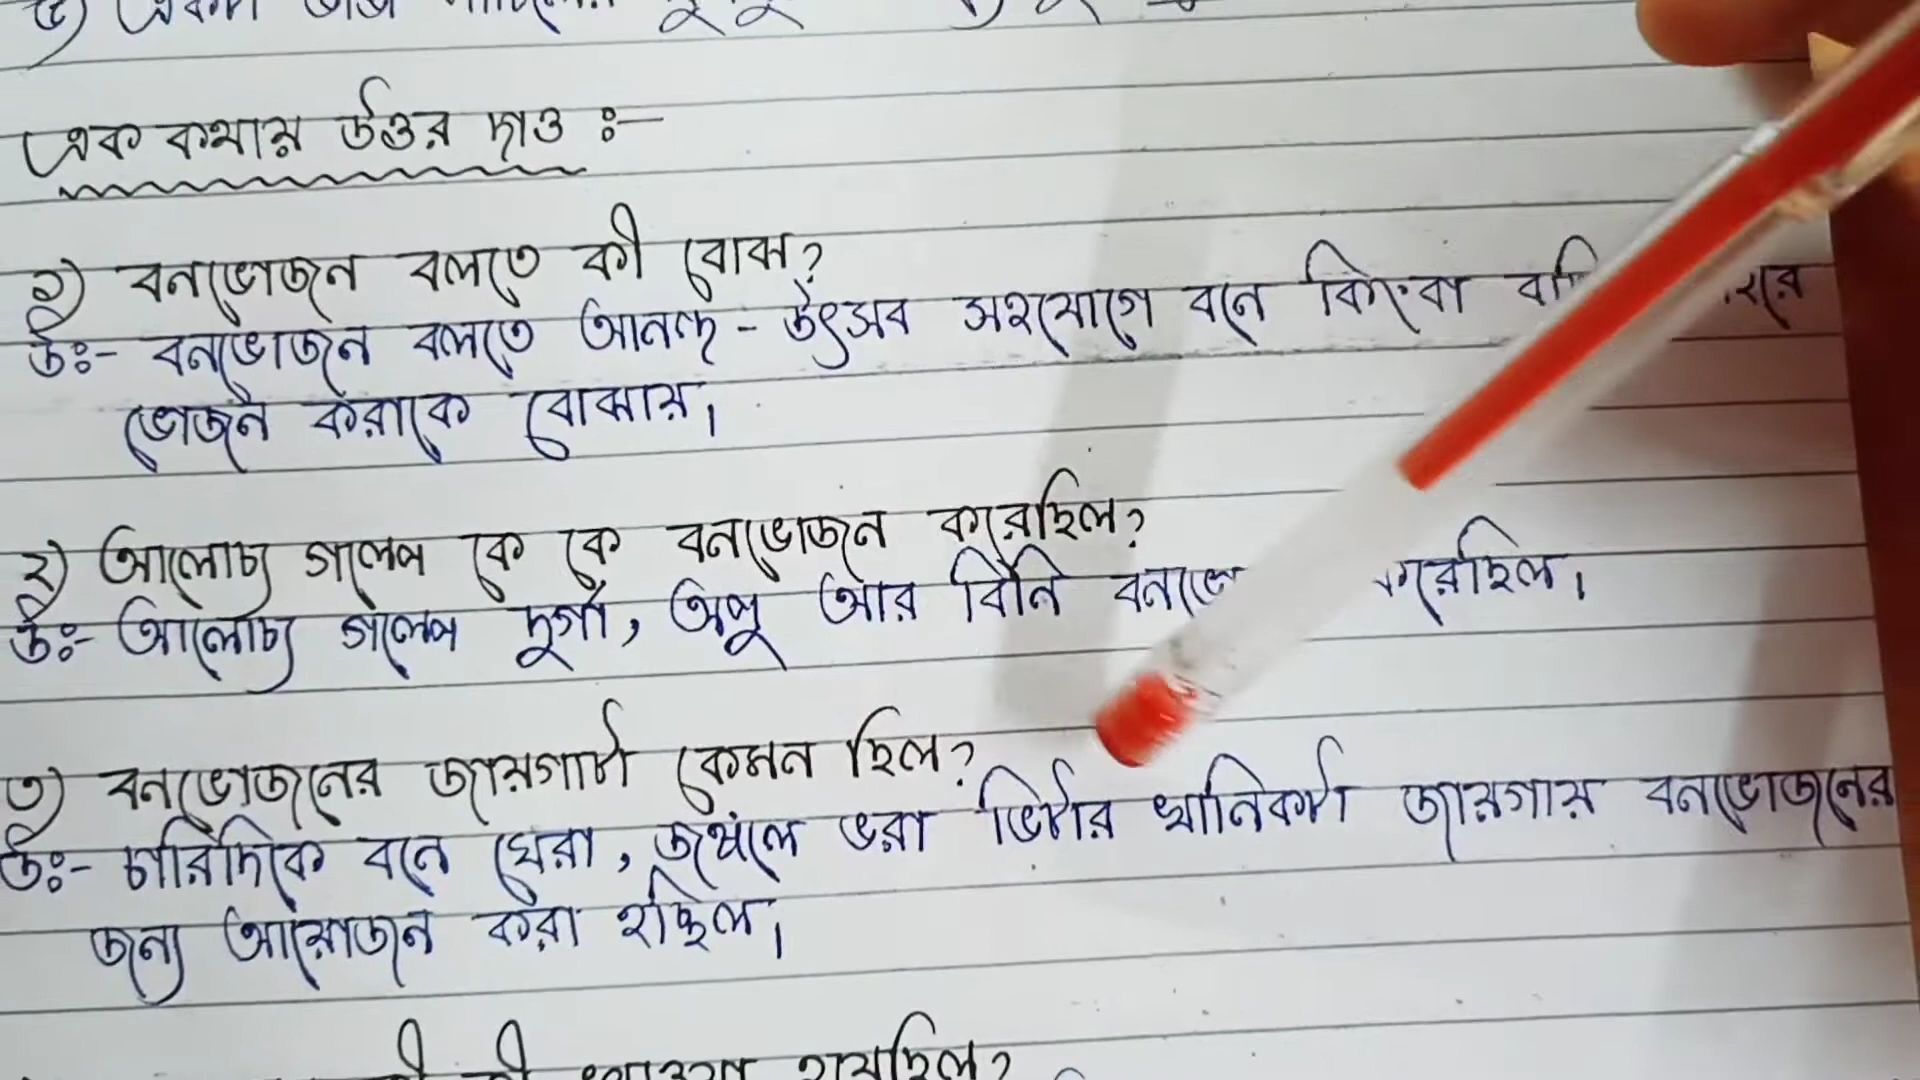 এক কথায় উত্তর দাও ঃ—
১) বনভোজন বলতে কী বোঝ?
উঃ- বনভোজন বলতে আনন্দ - উৎসব সহযোগে বনে কিংবা
ভোজন করাকে বোঝায়।
২) আলোচ্য গল্পে কে কে বনভোজন করেছিল?
উঃ- আলোচ্য গল্পে দুর্গা, অপু আর বিনি করেছিল।
৩) বনভোজনের জায়গাটা কেমন ছিল?
উঃ- চারিদিকে বনে ঘেরা, জঙ্গলে ভরা ভিটার খানিকটা জায়গায় বনভোজনের
জন্য আয়োজন করা হচ্ছিল।